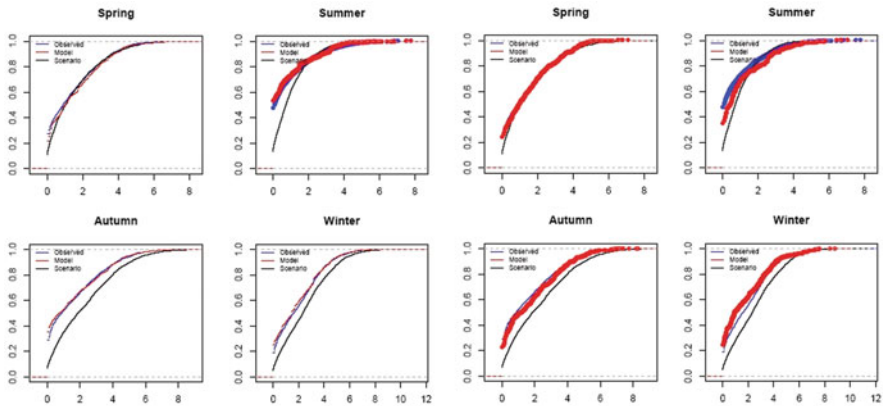 Spring Summer Spring Summer
1.0 1.0 1.0 1.0
Observed Observed Observed Observed
Model Model Model Model
Scenario Scenario Scenario Scenario
0.8 0.8 0.8 0.8
0.6 0.6 0.6 0.6
0.4 0.4 0.4 0.4
0.2 0.2 0.2 0.2
0.0 0.0 0.0 0.0
0 2 4 6 8 0 2 4 6 8 0 2 4 6 8 0 2 4 6 8
Autumn Winter Autumn Winter
1.0 1.0 1.0 1.0
Observed Observed Observed Observed
Model Model Model Model
Scenario Scenario Scenario Scenario
0.8 0.8 0.8 0.8
0.6 0.6 0.6 0.6
0.4 0.4 0.4 0.4
0.2 0.2 0.2 0.2
0.0 0.0 0.0 0.0
0 2 4 6 8 0 2 4 6 8 10 12 0 2 4 6 8 0 2 4 6 8 10 12